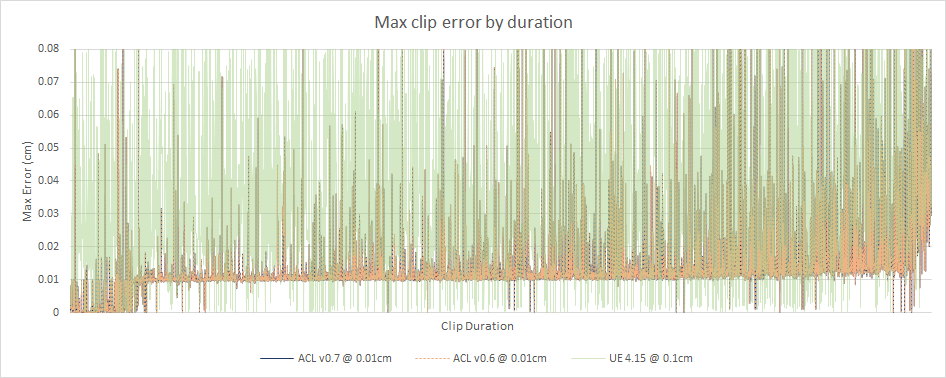 Max clip error by duration
0.08
0.07
0.06
0.05
0.04
0.03
0.02
0.01
0
Max Error (cm)
Clip Duration
ACL v0.7 @ 0.01cm ACL v0.6 @ 0.01cm UE 4.15 @ 0.1cm